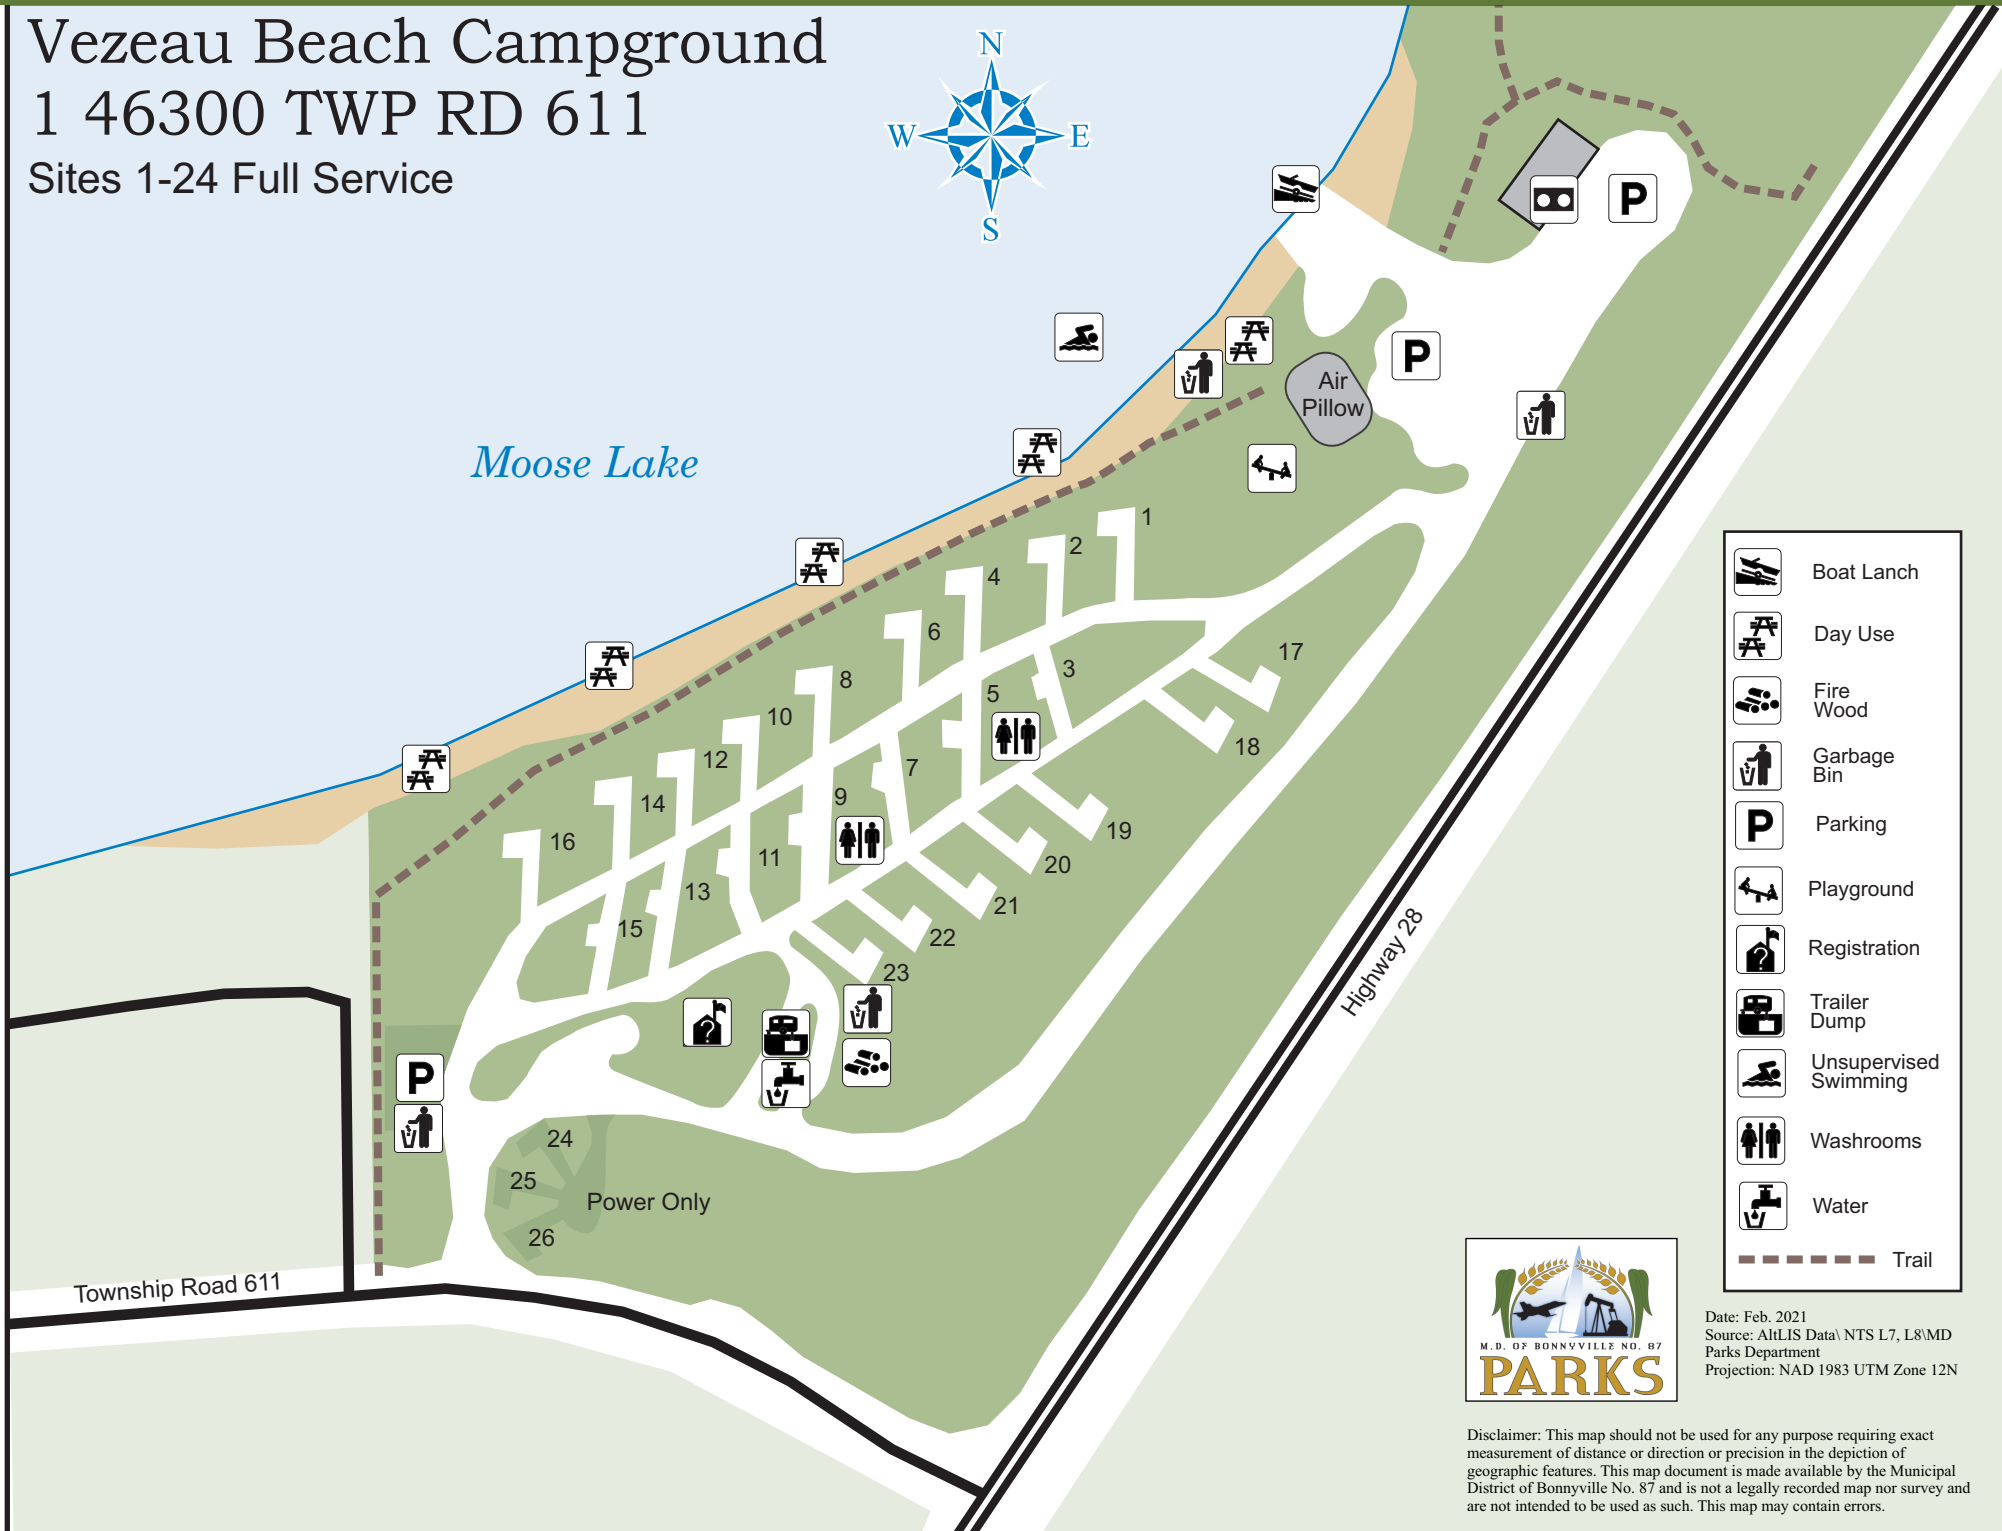 Vezeau Beach Campground
1 46300 TWP RD 611
Sites 1-24 Full Service
N
W
E
S
P
P
Air
Pillow
Moose Lake
1
2
4
6
3
17
8
5
10
18
12
7
14
9
19
16
11
20
13
21
15
22
23
?
P
24
25
Power Only
26
Township Road 611
Highway 28
Boat Lanch
Day Use
Fire
Wood
Garbage
Bin
P
Parking
Playground
?
Registration
Trailer
Dump
Unsupervised
Swimming
Washrooms
Water
Trail
M.D. OF BONNYVILLE NO. 87
PARKS
Date: Feb. 2021
Source: AltLIS Data\ NTS L7, L8\MD
Parks Department
Projection: NAD 1983 UTM Zone 12N
Disclaimer: This map should not be used for any purpose requiring exact
measurement of distance or direction or precision in the depiction of
geographic features. This map document is made available by the Municipal
District of Bonnyville No. 87 and is not a legally recorded map nor survey and
are not intended to be used as such. This map may contain errors.